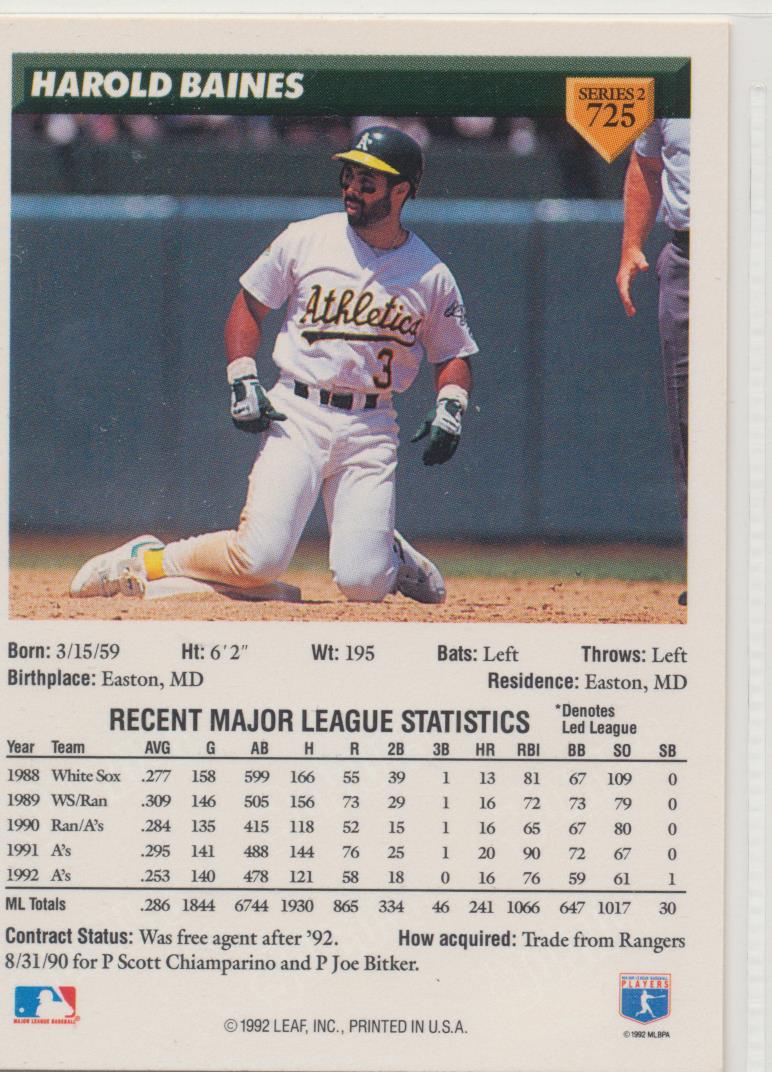 HAROLD BAINES
SERIES 2
725
A's
Athletics
3
Born: 3/15/59 Ht: 6'2" Wt: 195 Bats: Left Throws: Left
Birthplace: Easton, MD Residence: Easton, MD
RECENT MAJOR LEAGUE STATISTICS *Denotes
Led League
Year Team AVG G AB H R 2B 3B HR RBI BB SO SB
1988 White Sox .277 158 599 166 55 39 1 13 81 67 109 0
1989 WS/Ran .309 146 505 156 73 29 1 16 72 73 79 0
1990 Ran/A's .284 135 415 118 52 15 1 16 65 67 80 0
1991 A's .295 141 488 144 76 25 1 20 90 72 67 0
1992 A's .253 140 478 121 58 18 0 16 76 59 61 1
ML Totals .286 1844 6744 1930 865 334 46 241 1066 647 1017 30
Contract Status: Was free agent after '92. How acquired: Trade from Rangers
8/31/90 for P Scott Chiamparino and P Joe Bitker.
MAJOR LEAGUE BASEBALL®
MAJOR LEAGUE BASEBALL
PLAYERS
©1992 LEAF, INC., PRINTED IN U.S.A.
©1992 MLBPA